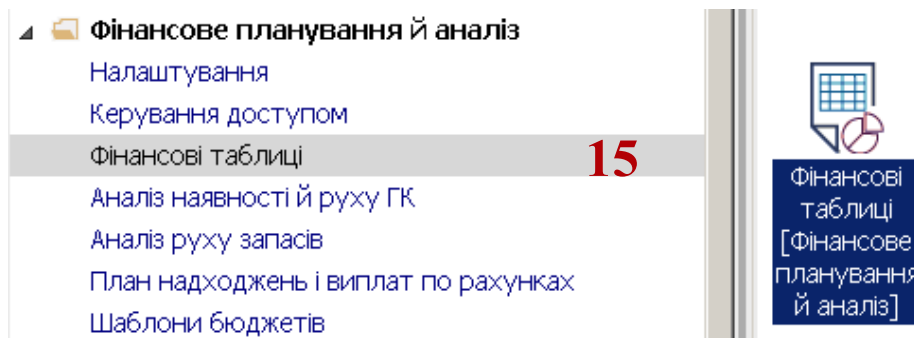 Фінансове планування й аналіз
Налаштування
Керування доступом
Фінансові таблиці 15
Аналіз наявності й руху ГК
Аналіз руху запасів
План надходжень і виплат по рахунках
Шаблони бюджетів
Фінансові
таблиці
[Фінансове
планування
й аналіз]